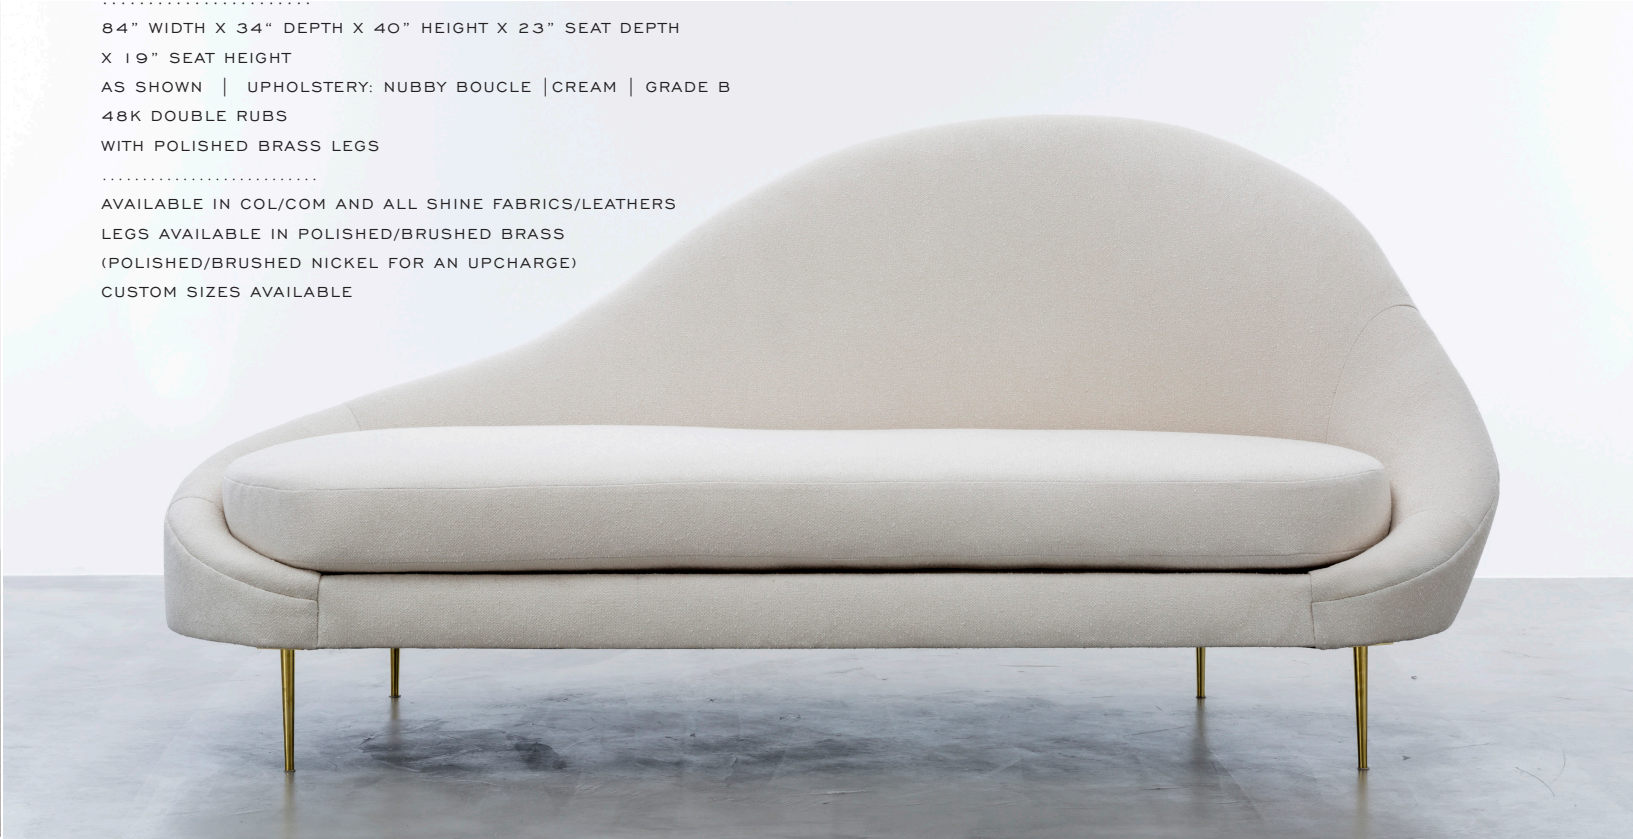 84” WIDTH X 34“ DEPTH X 40” HEIGHT X 23” SEAT DEPTH
X 19” SEAT HEIGHT
AS SHOWN | UPHOLSTERY: NUBBY BOUCLE |CREAM | GRADE B
48K DOUBLE RUBS
WITH POLISHED BRASS LEGS
...........................
AVAILABLE IN COL/COM AND ALL SHINE FABRICS/LEATHERS
LEGS AVAILABLE IN POLISHED/BRUSHED BRASS
(POLISHED/BRUSHED NICKEL FOR AN UPCHARGE)
CUSTOM SIZES AVAILABLE